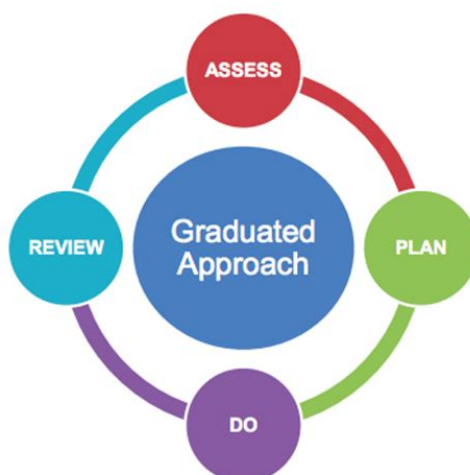 ASSESS
REVIEW
Graduated
Approach
PLAN
DO